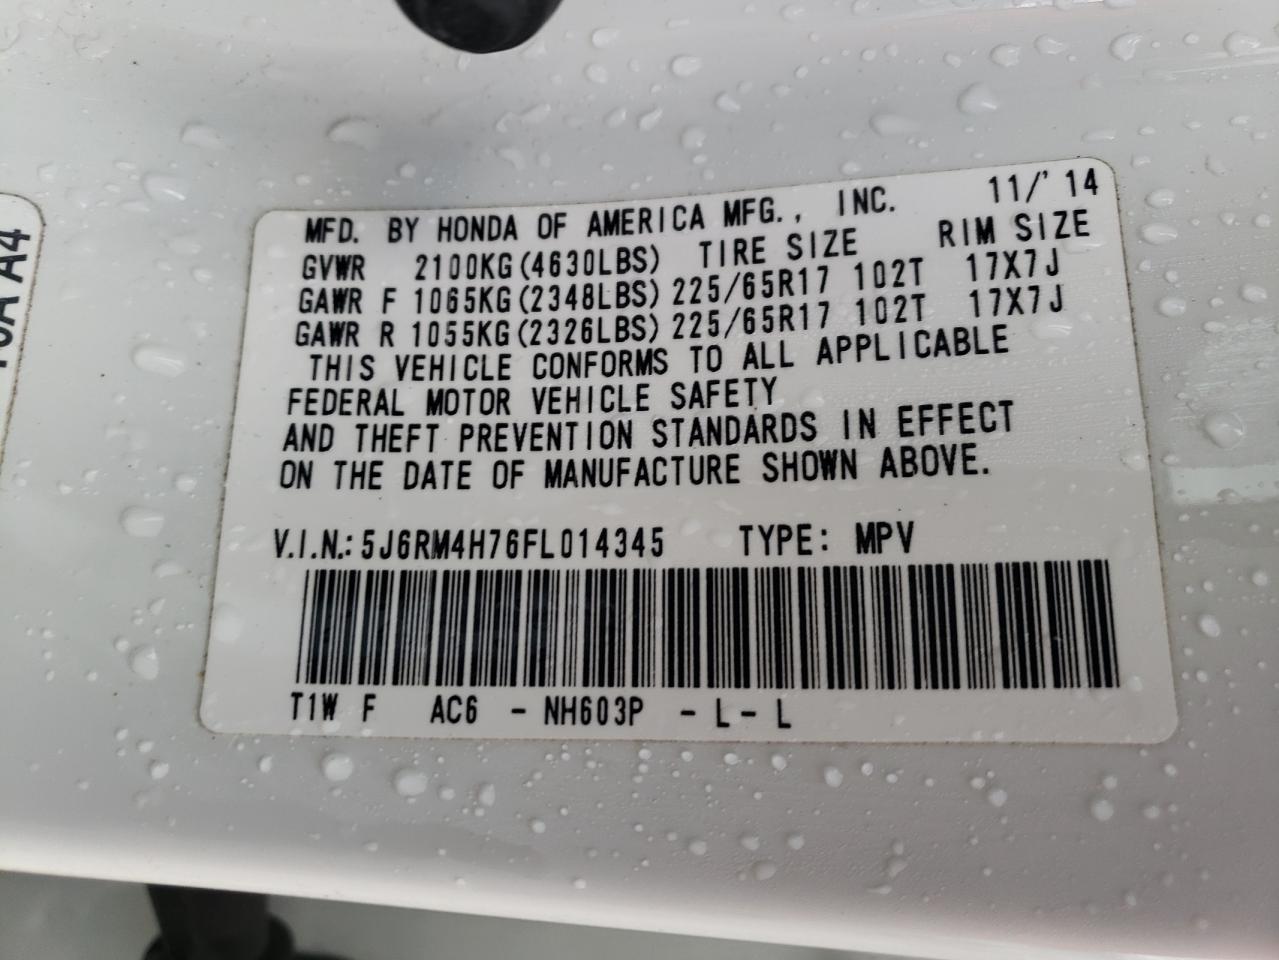 MFD. BY HONDA OF AMERICA MFG., INC. 11/'14
GVWR 2100KG(4630LBS) TIRE SIZE RIM SIZE
GAWR F 1065KG(2348LBS) 225/65R17 102T 17X7J
GAWR R 1055KG(2326LBS) 225/65R17 102T 17X7J
THIS VEHICLE CONFORMS TO ALL APPLICABLE
FEDERAL MOTOR VEHICLE SAFETY
AND THEFT PREVENTION STANDARDS IN EFFECT
ON THE DATE OF MANUFACTURE SHOWN ABOVE.
V.I.N.: 5J6RM4H76FL014345 TYPE: MPV
T1W F AC6 - NH603P - L - L
A4